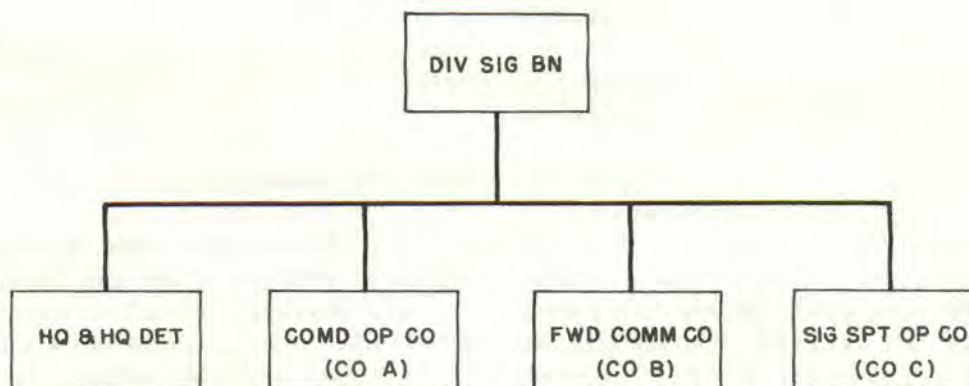 DIV SIG BN
HQ & HQ DET
COMD OP CO
(CO A)
FWD COMM CO
(CO B)
SIG SPT OP CO
(CO C)